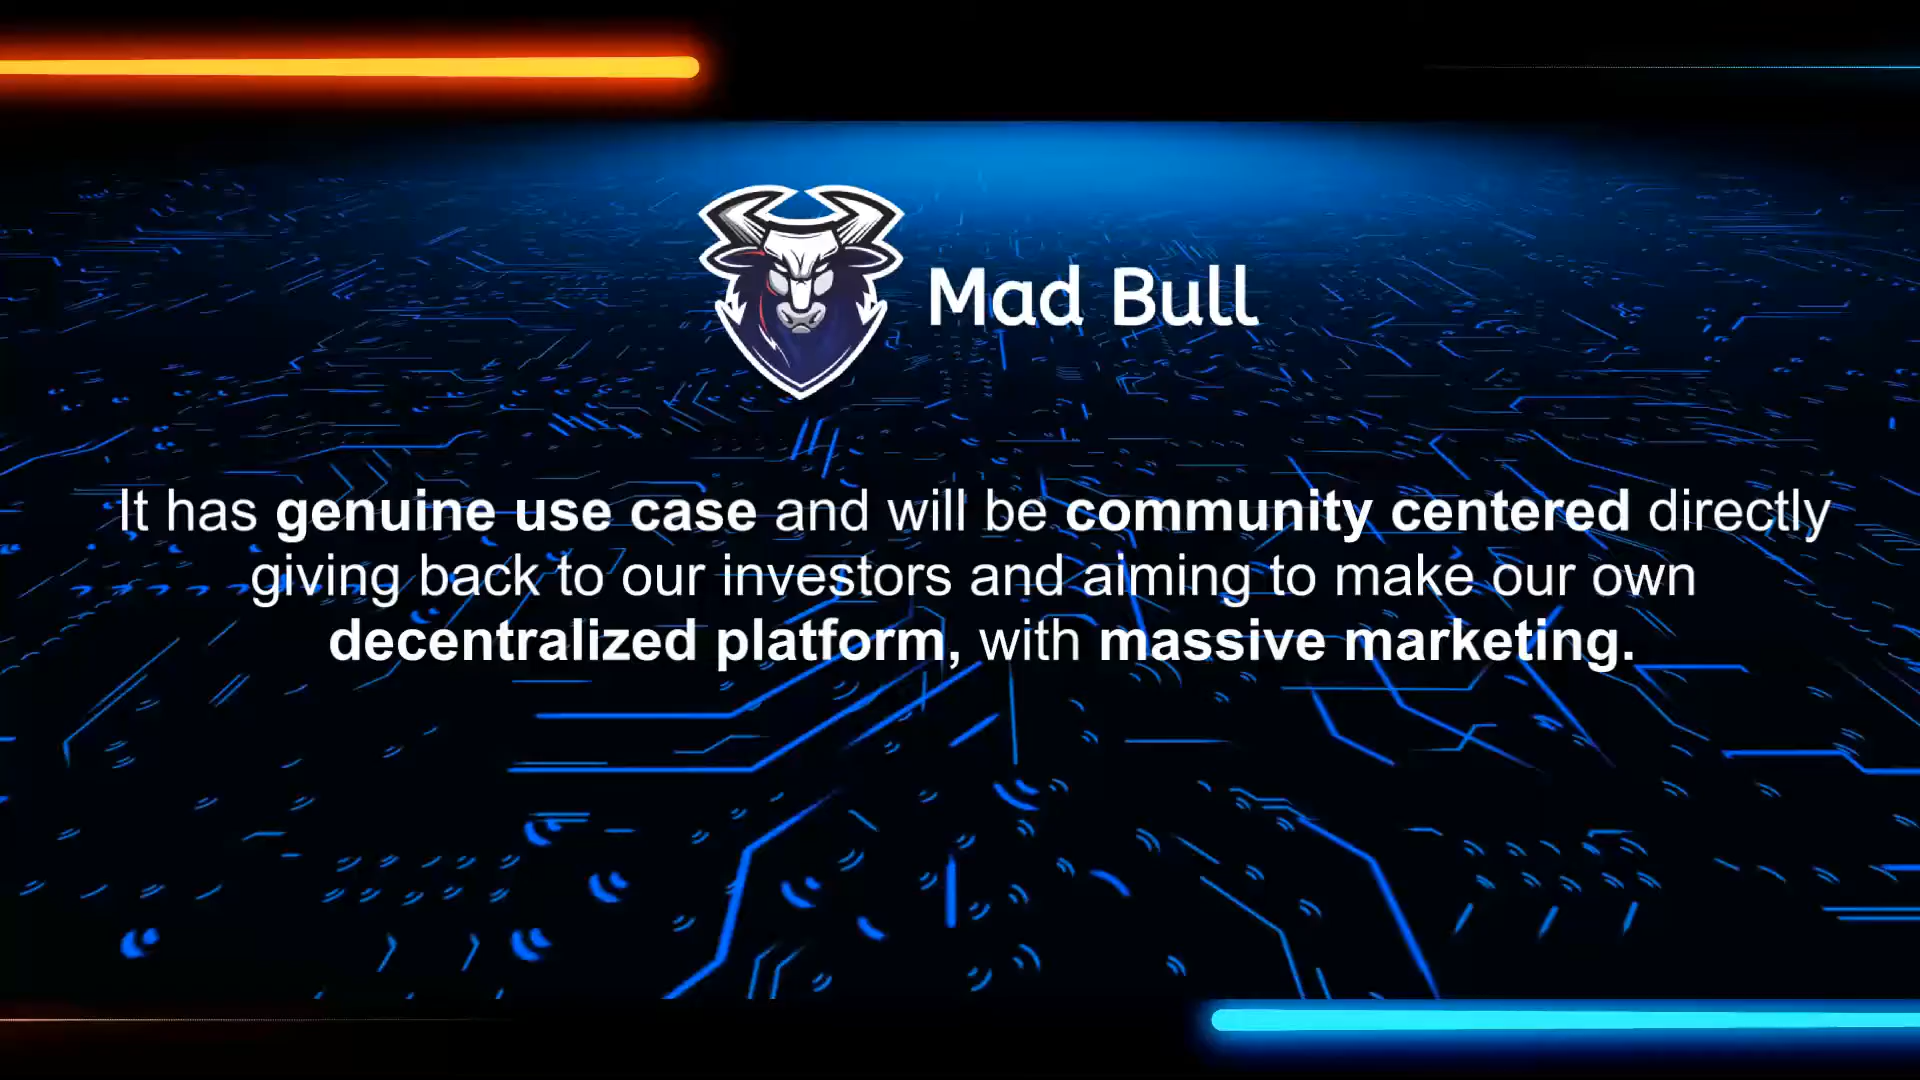 Mad Bull
It has genuine use case and will be community centered directly
giving back to our investors and aiming to make our own
decentralized platform, with massive marketing.